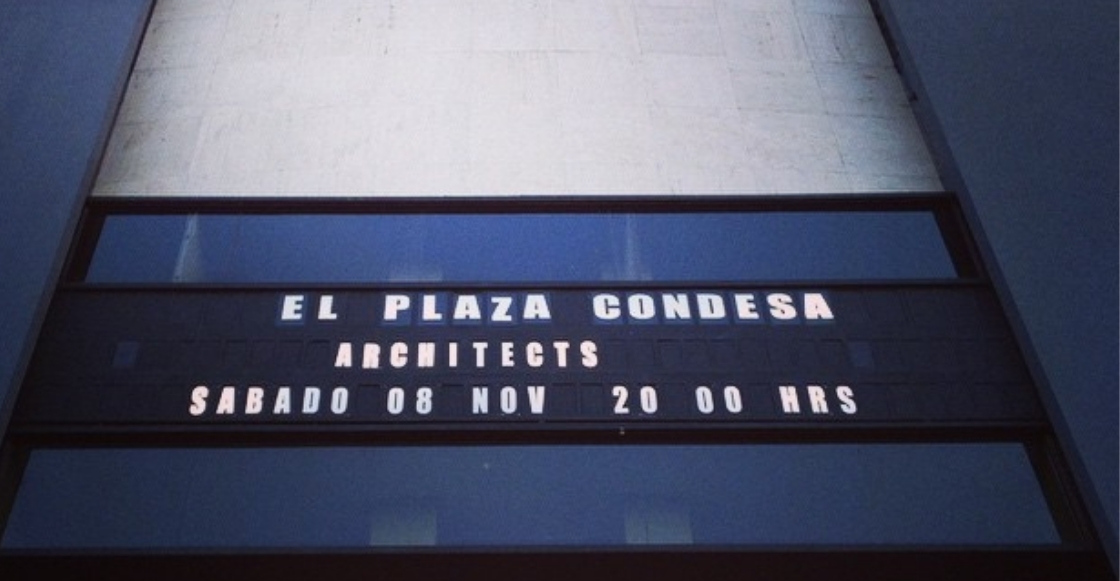 EL PLAZA CONDESA
ARCHITECTS
SABADO 08 NOV 20 00 HRS